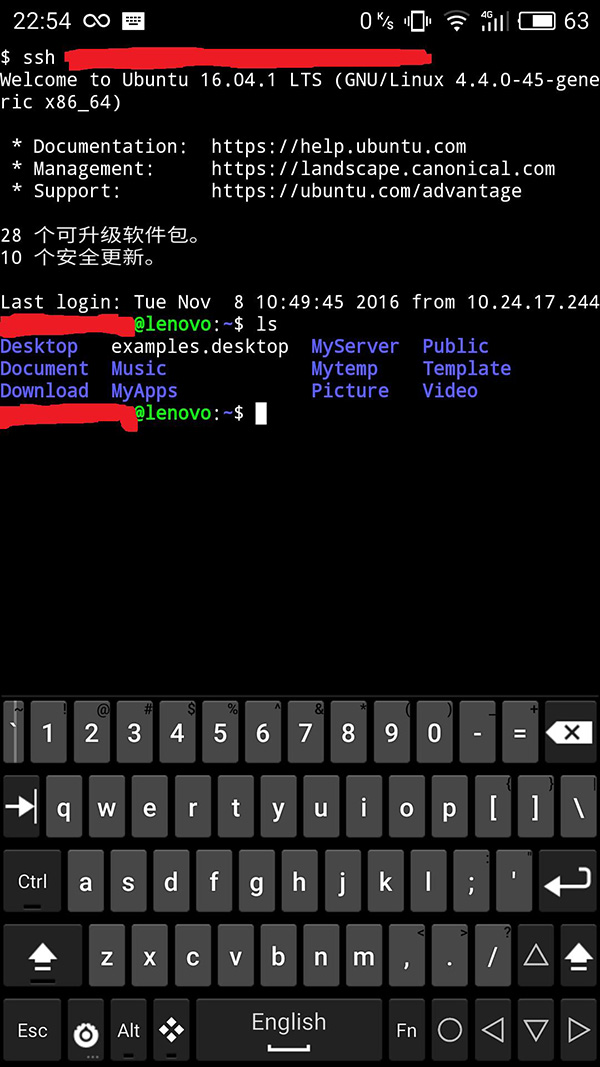 22:54 0 K/s 4G 63
$ ssh
Welcome to Ubuntu 16.04.1 LTS (GNU/Linux 4.4.0-45-gene
ric x86_64)
* Documentation:  https://help.ubuntu.com
* Management:     https://landscape.canonical.com
* Support:        https://ubuntu.com/advantage
28 个可升级软件包。
10 个安全更新。
Last login: Tue Nov  8 10:49:45 2016 from 10.24.17.244
@lenovo:~$ ls
Desktop   examples.desktop  MyServer  Public
Document  Music             Mytemp    Template
Download  MyApps            Picture   Video
@lenovo:~$
~ ! @ # $ % ^ & * ( ) _ +
` 1 2 3 4 5 6 7 8 9 0 - =
{ } |
q w e r t y u i o p [ ] \
: "
Ctrl a s d f g h j k l ; '
< > ?
z x c v b n m , . /
Esc Alt English Fn